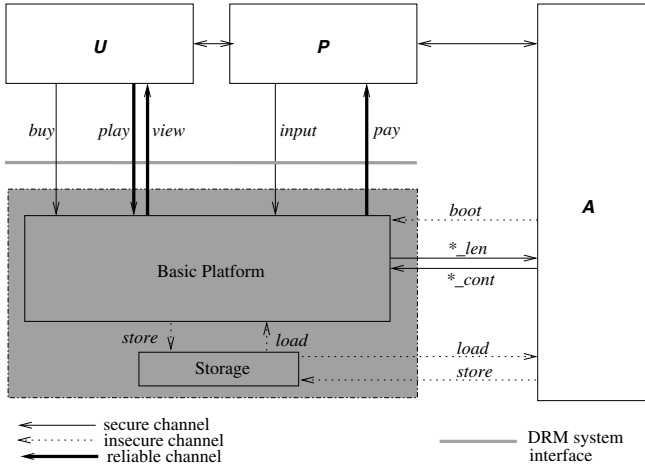 U
P
A
buy
play
view
input
pay
boot
*_len
*_cont
Basic Platform
store
load
Storage
load
store
secure channel
insecure channel
reliable channel
DRM system
interface